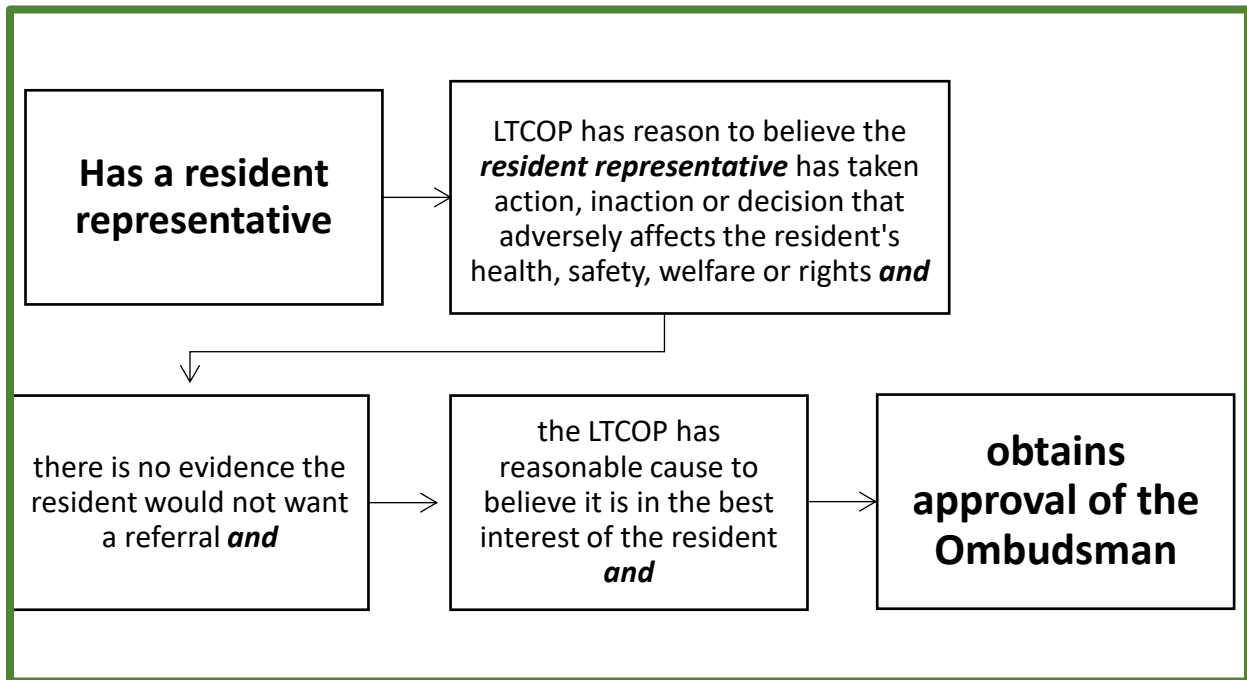 Has a resident
representative
LTCOP has reason to believe the
resident representative has taken
action, inaction or decision that
adversely affects the resident's
health, safety, welfare or rights and
there is no evidence the
resident would not want
a referral and
the LTCOP has
reasonable cause to
believe it is in the best
interest of the resident
and
obtains
approval of the
Ombudsman